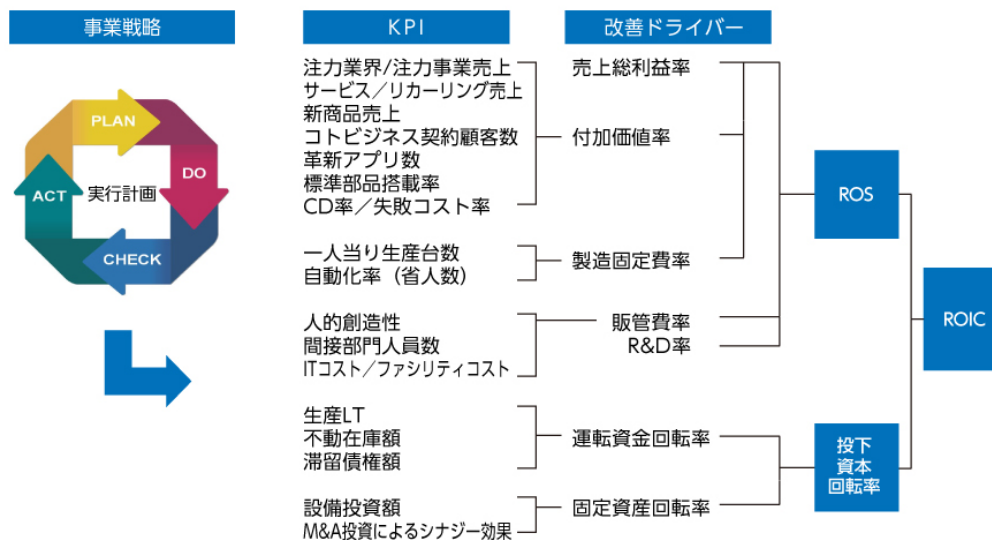 事業戦略
PLAN
DO
ACT
実行計画
CHECK
KPI
注力業界/注力事業売上
サービス／リカーリング売上
新商品売上
コトビジネス契約顧客数
革新アプリ数
標準部品搭載率
CD率／失敗コスト率
一人当り生産台数
自動化率（省人数）
人的創造性
間接部門人員数
ITコスト／ファシリティコスト
生産LT
不動在庫額
滞留債権額
設備投資額
M&A投資によるシナジー効果
改善ドライバー
売上総利益率
付加価値率
製造固定費率
販管費率
R&D率
運転資金回転率
固定資産回転率
ROS
投下
資本
回転率
ROIC